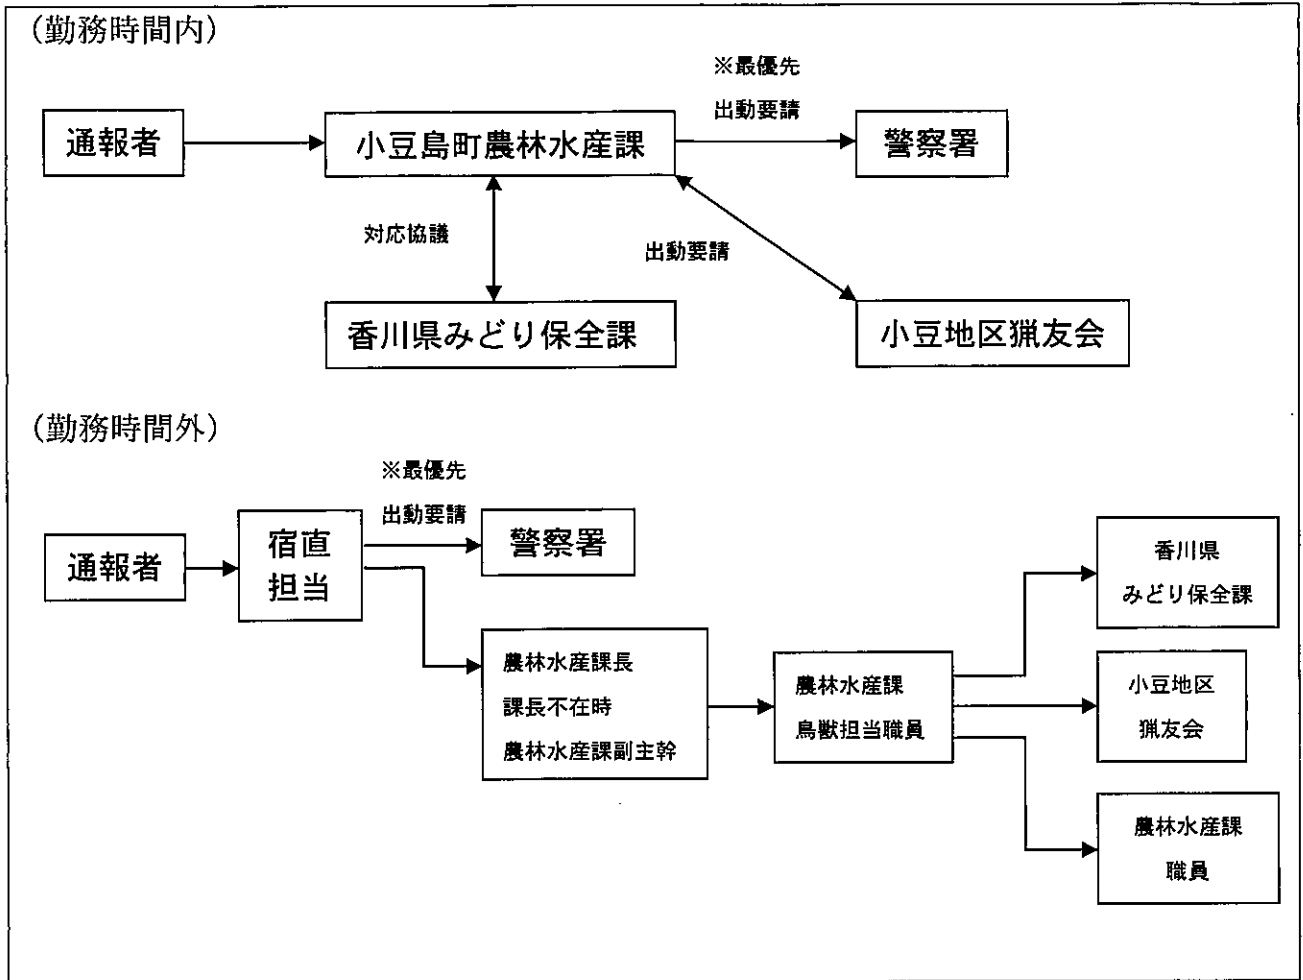 (勤務時間内)
※最優先
出動要請
通報者
小豆島町農林水産課
警察署
対応協議
出動要請
香川県みどり保全課
小豆地区猟友会
(勤務時間外)
※最優先
出動要請
通報者
宿直
担当
警察署
香川県
みどり保全課
農林水産課長
課長不在時
農林水産課副主幹
農林水産課
鳥獣担当職員
小豆地区
猟友会
農林水産課
職員